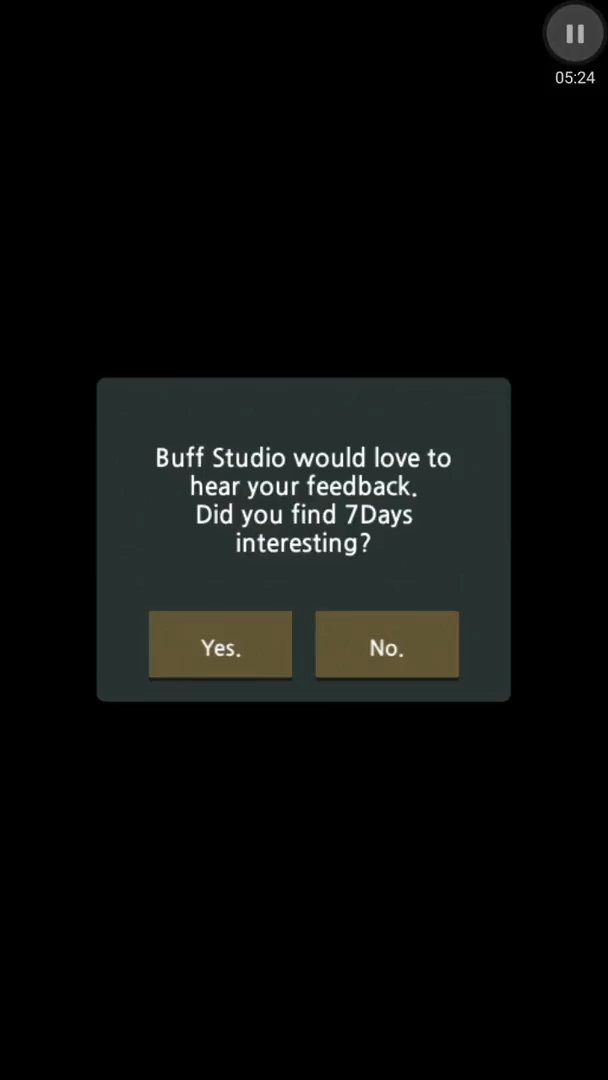 05:24
Buff Studio would love to
hear your feedback.
Did you find 7Days
interesting?
Yes.
No.